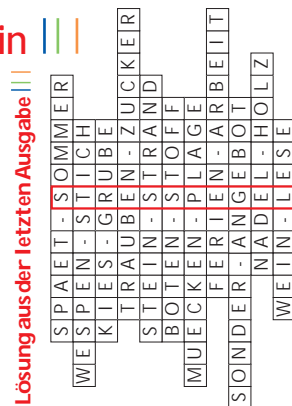 in
Lösung aus der letzten Ausgabe
SPAET-SOMMER
WESPEN-STICH
KIES-GRUBE
TRAUBEN-ZUCKER
STEIN-STRAND
BOTEN-STOFF
MUECKEN-PLAGE
FERIEN-ARBEIT
SONDER-ANGEBOT
NADEL-HOLZ
WEIN-LESE